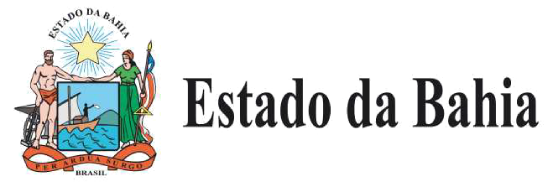 ESTADO DA BAHIA
Estado da Bahia
PER ARDUA SURGO
BRASIL